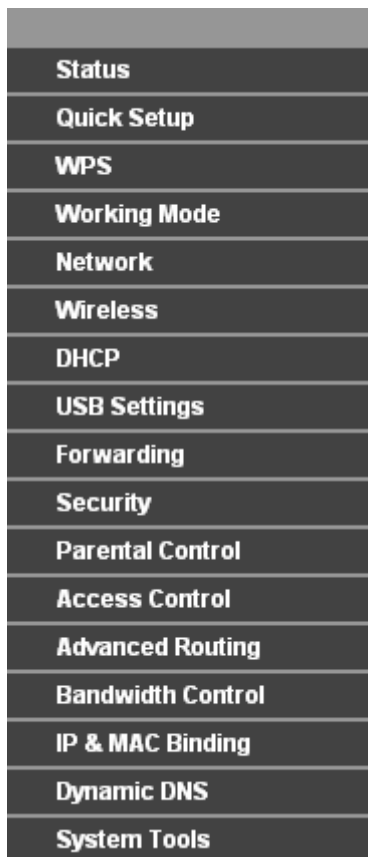 Status
Quick Setup
WPS
Working Mode
Network
Wireless
DHCP
USB Settings
Forwarding
Security
Parental Control
Access Control
Advanced Routing
Bandwidth Control
IP & MAC Binding
Dynamic DNS
System Tools